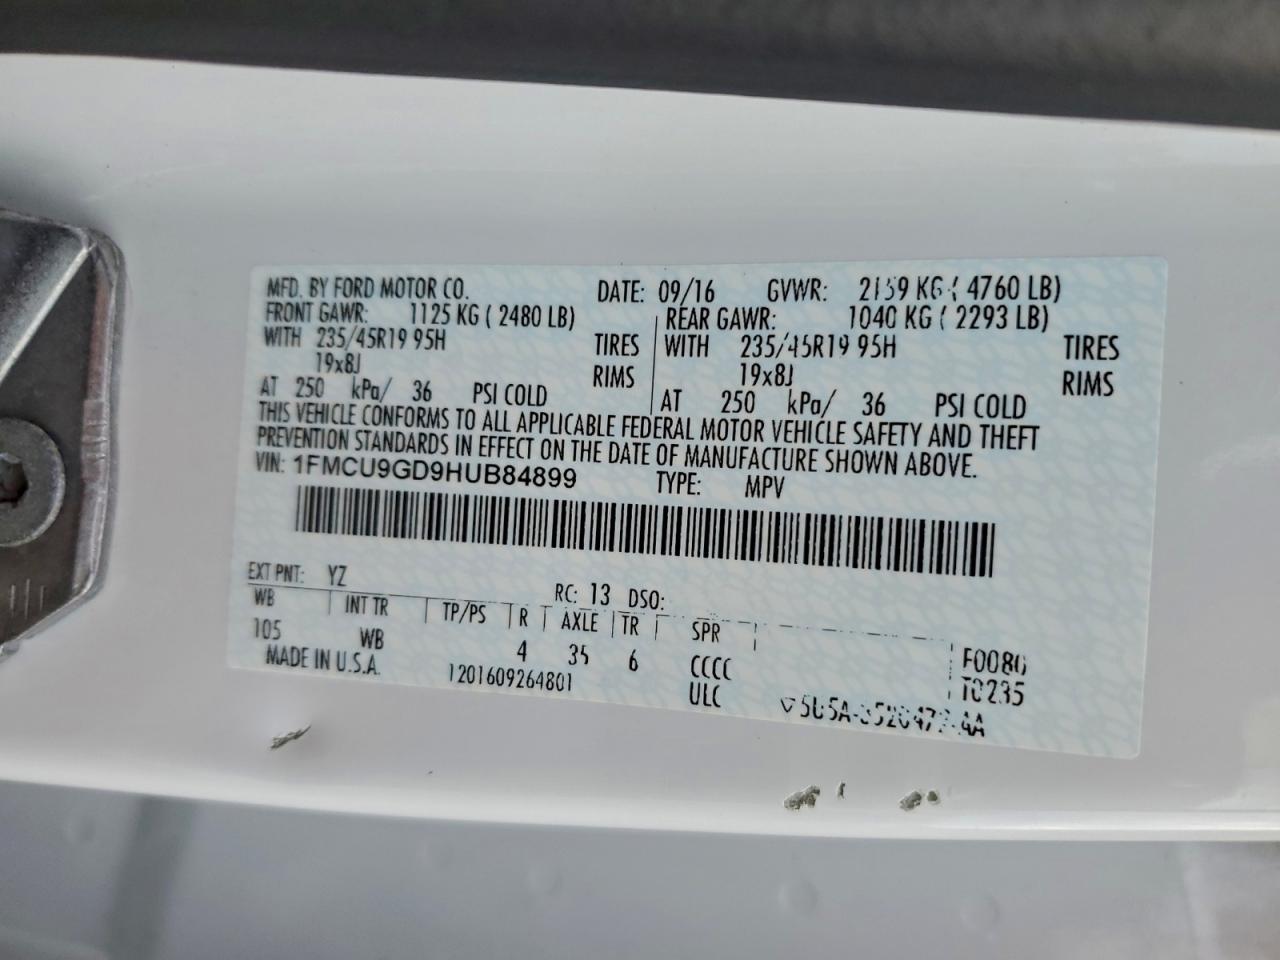 MFD. BY FORD MOTOR CO. DATE: 09/16 GVWR: 2159 KG ( 4760 LB)
FRONT GAWR: 1125 KG ( 2480 LB) REAR GAWR: 1040 KG ( 2293 LB)
WITH 235/45R19 95H TIRES WITH 235/45R19 95H TIRES
19x8J RIMS 19x8J RIMS
AT 250 kPa/ 36 PSI COLD AT 250 kPa/ 36 PSI COLD
THIS VEHICLE CONFORMS TO ALL APPLICABLE FEDERAL MOTOR VEHICLE SAFETY AND THEFT
PREVENTION STANDARDS IN EFFECT ON THE DATE OF MANUFACTURE SHOWN ABOVE.
VIN: 1FMCU9GD9HUB84899 TYPE: MPV
EXT PNT: YZ RC: 13 DSO:
WB INT TR TP/PS R AXLE TR SPR
105 WB 4 35 6 CCCC F0080
MADE IN U.S.A. 1201609264801 ULC T0235